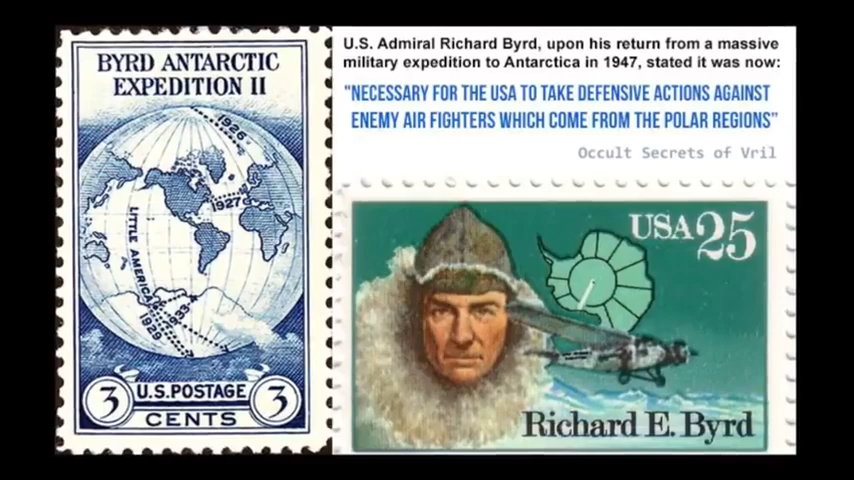 BYRD ANTARCTIC
EXPEDITION II
1926
1927
LITTLE AMERICA
1933
1929
3 U.S. POSTAGE 3
CENTS
U.S. Admiral Richard Byrd, upon his return from a massive
military expedition to Antarctica in 1947, stated it was now:
"NECESSARY FOR THE USA TO TAKE DEFENSIVE ACTIONS AGAINST
ENEMY AIR FIGHTERS WHICH COME FROM THE POLAR REGIONS"
Occult Secrets of Vril
USA 25
Richard E. Byrd